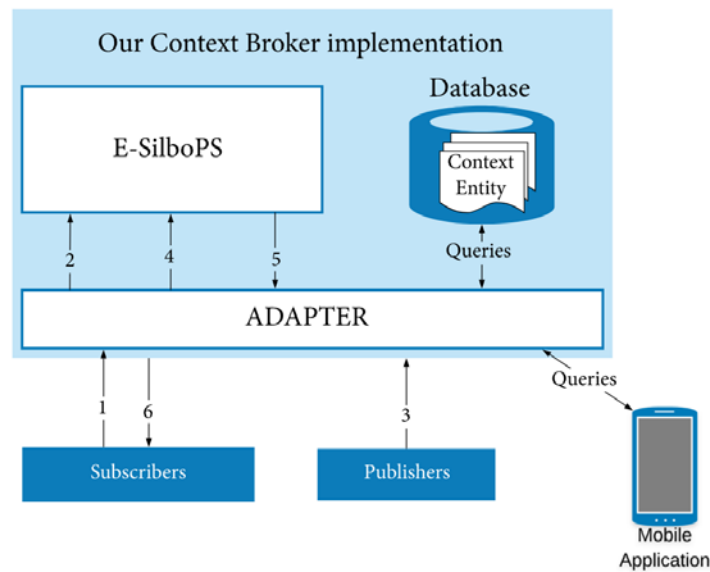 Our Context Broker implementation
Database
E-SilboPS
Context
Entity
2
4
5
Queries
ADAPTER
1
6
3
Queries
Subscribers
Publishers
Mobile
Application